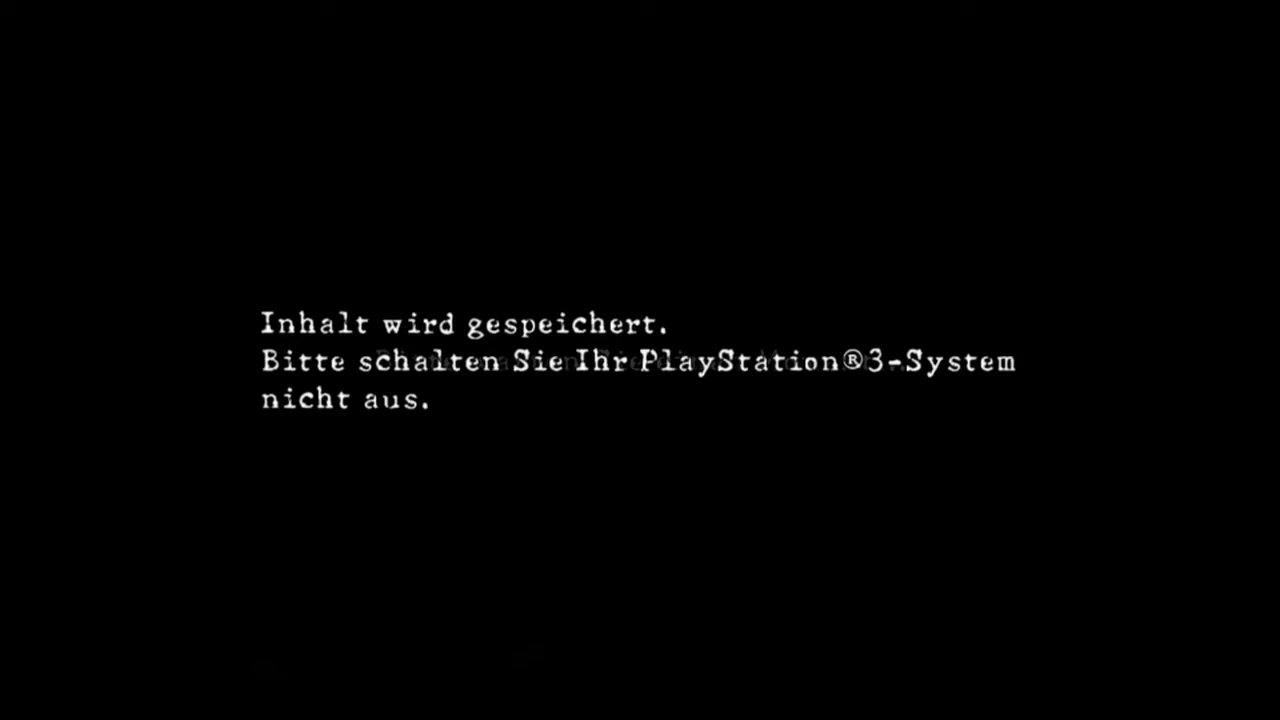 Inhalt wird gespeichert.
Bitte schalten Sie Ihr PlayStation®3-System
nicht aus.